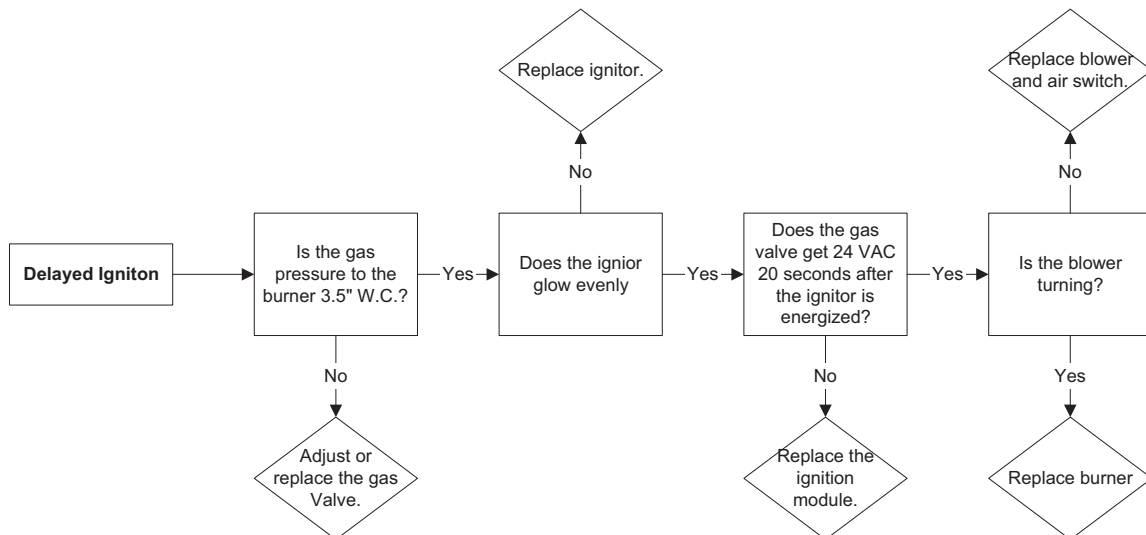 Replace ignitor.
Replace blower
and air switch.
No
No
Delayed Igniton
Is the gas
pressure to the
burner 3.5" W.C.?
Yes
Does the ignior
glow evenly
Yes
Does the gas
valve get 24 VAC
20 seconds after
the ignitor is
energized?
Yes
Is the blower
turning?
No
No
Yes
Adjust or
replace the gas
Valve.
Replace the
ignition
module.
Replace burner